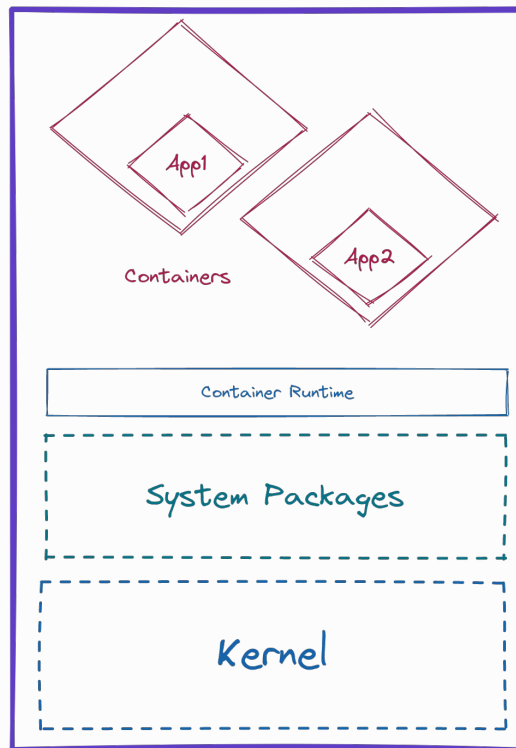 App1
App2
Containers
Container Runtime
System Packages
Kernel